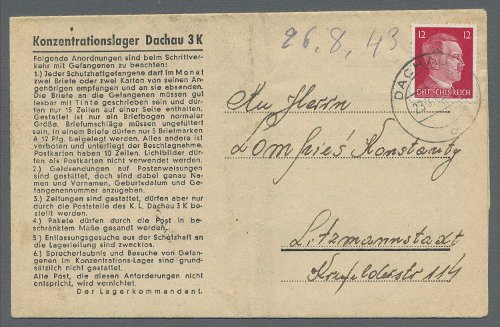 Konzentrationslager Dachau 3 K
Folgende Anordnungen sind beim Schriftver-
kehr mit Gefangenen zu beachten:
1.) Jeder Schutzhaftgefangene darf im Monat
zwei Briefe oder zwei Karten von seinen An-
gehörigen empfangen und an sie absenden.
Die Briefe an die Gefangenen müssen gut
lesbar mit Tinte geschrieben sein und dür-
fen nur 15 Zeilen auf einer Seite enthalten.
Gestattet ist nur ein Briefbogen normaler
Größe. Briefumschläge müssen ungefüttert
sein. In einem Briefe dürfen nur 5 Briefmarken
à 12 Pfg. beigelegt werden. Alles andere ist
verboten und unterliegt der Beschlagnahme.
Postkarten haben 10 Zeilen. Lichtbilder dür-
fen als Postkarten nicht verwendet werden.
2.) Geldsendungen auf Postanweisungen
sind gestattet, doch sind dabei genau Na-
men und Vornamen, Geburtsdatum und Ge-
fangenennummer anzugeben.
3.) Zeitungen sind gestattet, dürfen aber nur
durch die Poststelle des K. L. Dachau 3 K be-
stellt werden.
4.) Pakete dürfen durch die Post in be-
schränktem Maße gesandt werden.
5.) Entlassungsgesuche aus der Schutzhaft an
die Lagerleitung sind zwecklos.
6.) Sprecherlaubnis und Besuche von Gefan-
genen im Konzentrations-Lager sind grund-
sätzlich nicht gestattet.
Alle Post, die diesen Anforderungen nicht
entspricht, wird vernichtet.
Der Lagerkommandant.
26.8.43
12 12
DEUTSCHES REICH
DACHAU
An Herrn
Litzmannstadt
114